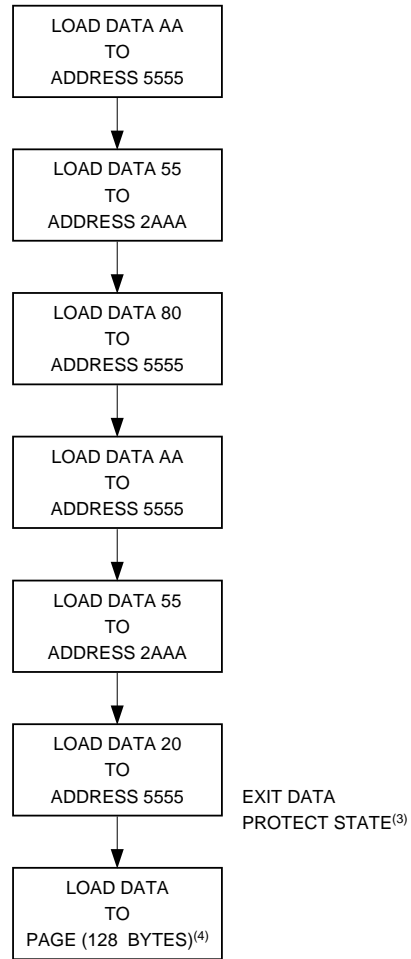 LOAD DATA AA
TO
ADDRESS 5555
LOAD DATA 55
TO
ADDRESS 2AAA
LOAD DATA 80
TO
ADDRESS 5555
LOAD DATA AA
TO
ADDRESS 5555
LOAD DATA 55
TO
ADDRESS 2AAA
LOAD DATA 20
TO
ADDRESS 5555
EXIT DATA
PROTECT STATE(3)
LOAD DATA
TO
PAGE (128 BYTES)(4)